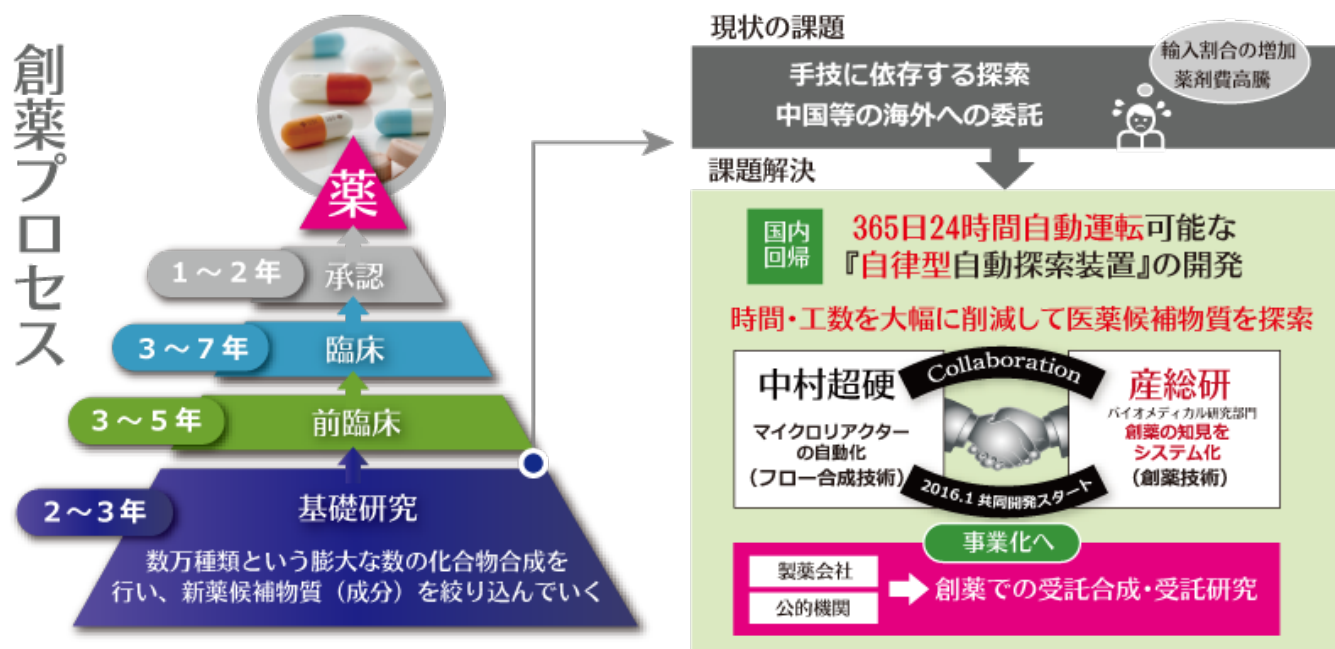 創薬プロセス
薬
1～2年
承認
3～7年
臨床
3～5年
前臨床
2～3年
基礎研究
数万種類という膨大な数の化合物合成を
行い、新薬候補物質（成分）を絞り込んでいく
現状の課題
手技に依存する探索
中国等の海外への委託
輸入割合の増加
薬剤費高騰
課題解決
国内
回帰
365日24時間自動運転可能な
『自律型自動探索装置』の開発
時間・工数を大幅に削減して医薬候補物質を探索
中村超硬
マイクロリアクター
の自動化
（フロー合成技術）
Collaboration
2016.1 共同開発スタート
産総研
バイオメディカル研究部門
創薬の知見を
システム化
（創薬技術）
事業化へ
製薬会社
公的機関
創薬での受託合成・受託研究